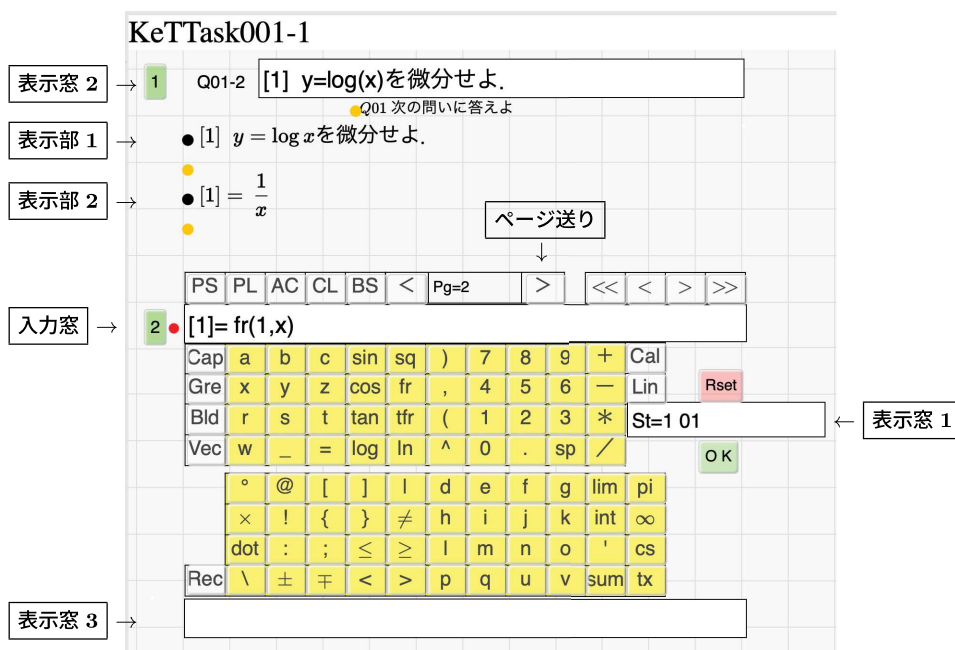 KeTTask001-1
表示窓 2 → 1 Q01-2 [1] y=log(x)を微分せよ.
Q01 次の問いに答えよ
表示部 1 → [1] y = log xを微分せよ.
表示部 2 → [1] = 1/x
ページ送り
↓
PS PL AC CL BS < Pg=2 > << < > >>
入力窓 → 2 [1]= fr(1,x)
Cap a b c sin sq ) 7 8 9 + Cal
Gre x y z cos fr , 4 5 6 − Lin Rset
Bld r s t tan tfr ( 1 2 3 * St=1 01 ← 表示窓 1
Vec w _ = log ln ^ 0 . sp / O K
° @ [ ] l d e f g lim pi
× ! { } ≠ h i j k int ∞
dot : ; ≤ ≥ l m n o ' cs
Rec \ ± ∓ < > p q u v sum tx
表示窓 3 →